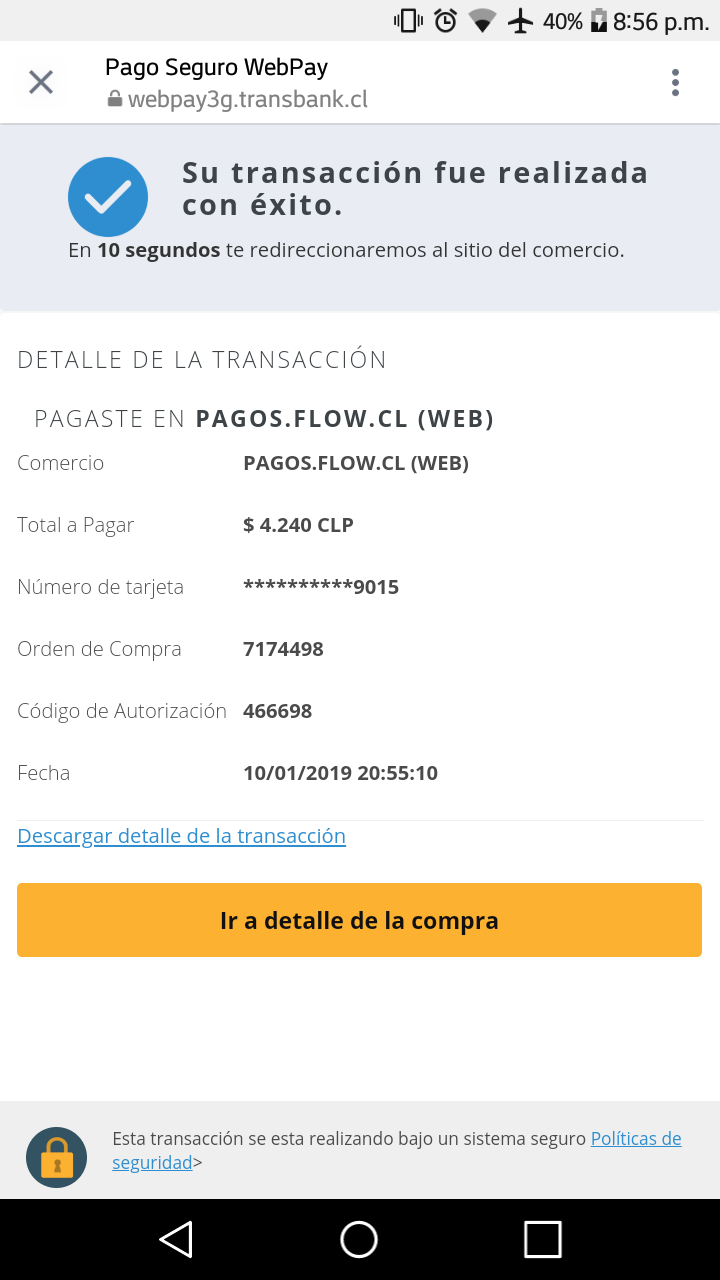 40% 8:56 p.m.
Pago Seguro WebPay
webpay3g.transbank.cl
Su transacción fue realizada
con éxito.
En 10 segundos te redireccionaremos al sitio del comercio.
DETALLE DE LA TRANSACCIÓN
PAGASTE EN PAGOS.FLOW.CL (WEB)
Comercio PAGOS.FLOW.CL (WEB)
Total a Pagar $ 4.240 CLP
Número de tarjeta **********9015
Orden de Compra 7174498
Código de Autorización 466698
Fecha 10/01/2019 20:55:10
Descargar detalle de la transacción
Ir a detalle de la compra
Esta transacción se esta realizando bajo un sistema seguro Políticas de
seguridad>